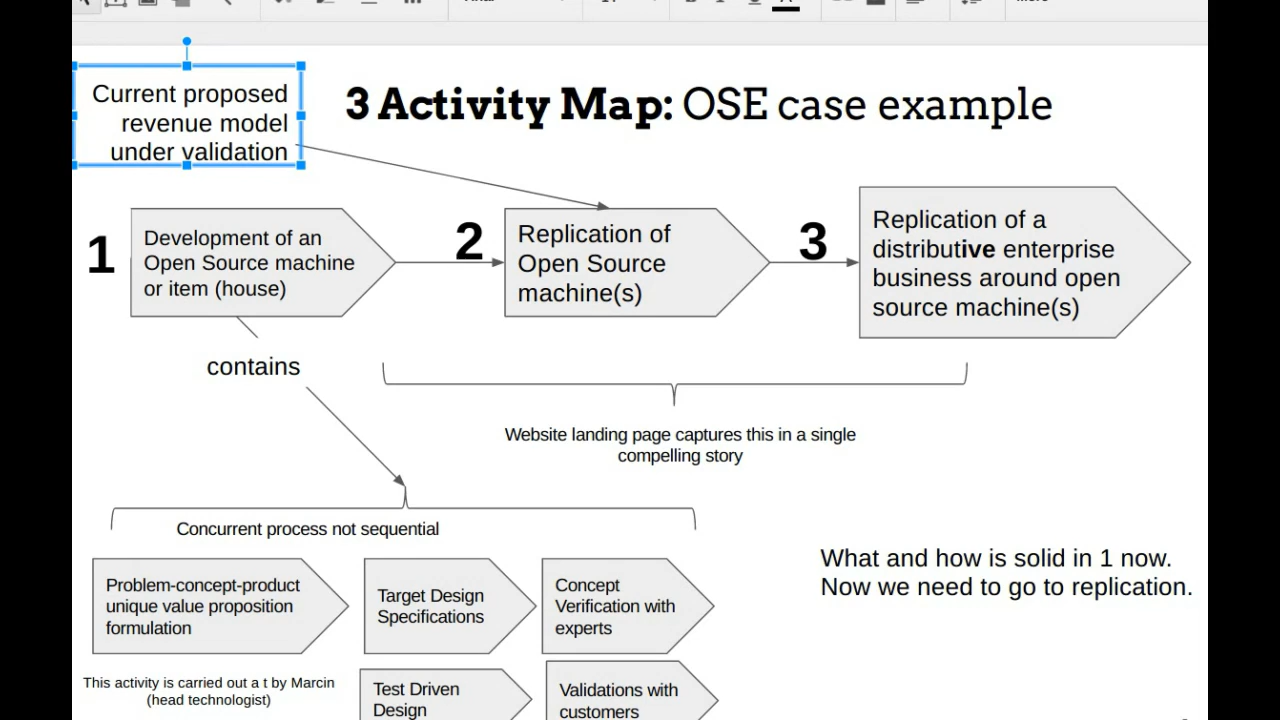 Current proposed
revenue model
under validation
3 Activity Map: OSE case example
1
Development of an
Open Source machine
or item (house)
2
Replication of
Open Source
machine(s)
3
Replication of a
distributive enterprise
business around open
source machine(s)
contains
Website landing page captures this in a single
compelling story
Concurrent process not sequential
Problem-concept-product
unique value proposition
formulation
Target Design
Specifications
Concept
Verification with
experts
What and how is solid in 1 now.
Now we need to go to replication.
This activity is carried out a t by Marcin
(head technologist)
Test Driven
Design
Validations with
customers